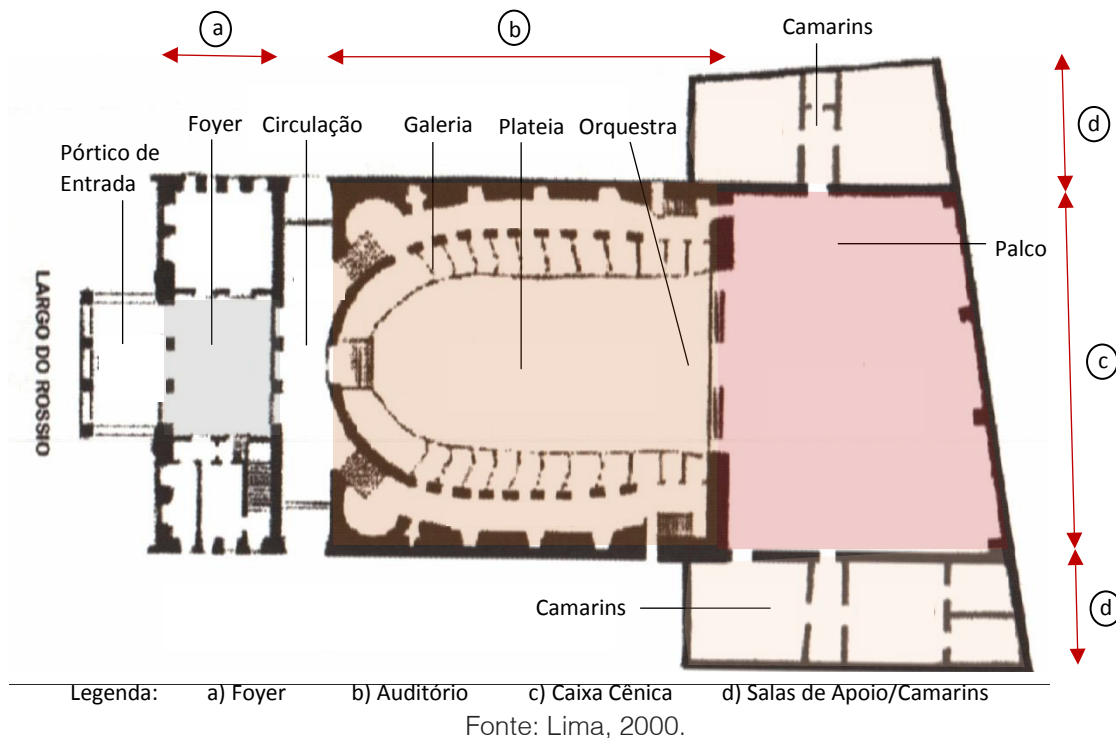 a
b
Camarins
d
Foyer
Circulação
Galeria
Plateia
Orquestra
Pórtico de
Entrada
Palco
LARGO DO ROSSIO
c
Camarins
d
Legenda: a) Foyer b) Auditório c) Caixa Cênica d) Salas de Apoio/Camarins
Fonte: Lima, 2000.